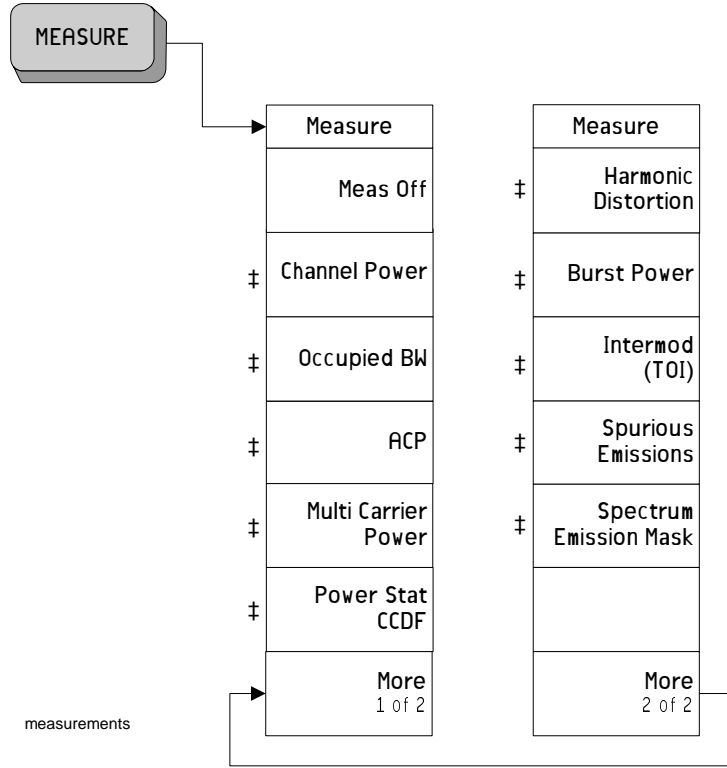 MEASURE
Measure
Meas Off
‡ Channel Power
‡ Occupied BW
‡ ACP
‡ Multi Carrier
Power
‡ Power Stat
CCDF
More
1 of 2
Measure
‡ Harmonic
Distortion
‡ Burst Power
‡ Intermod
(TOI)
‡ Spurious
Emissions
‡ Spectrum
Emission Mask
More
2 of 2
measurements